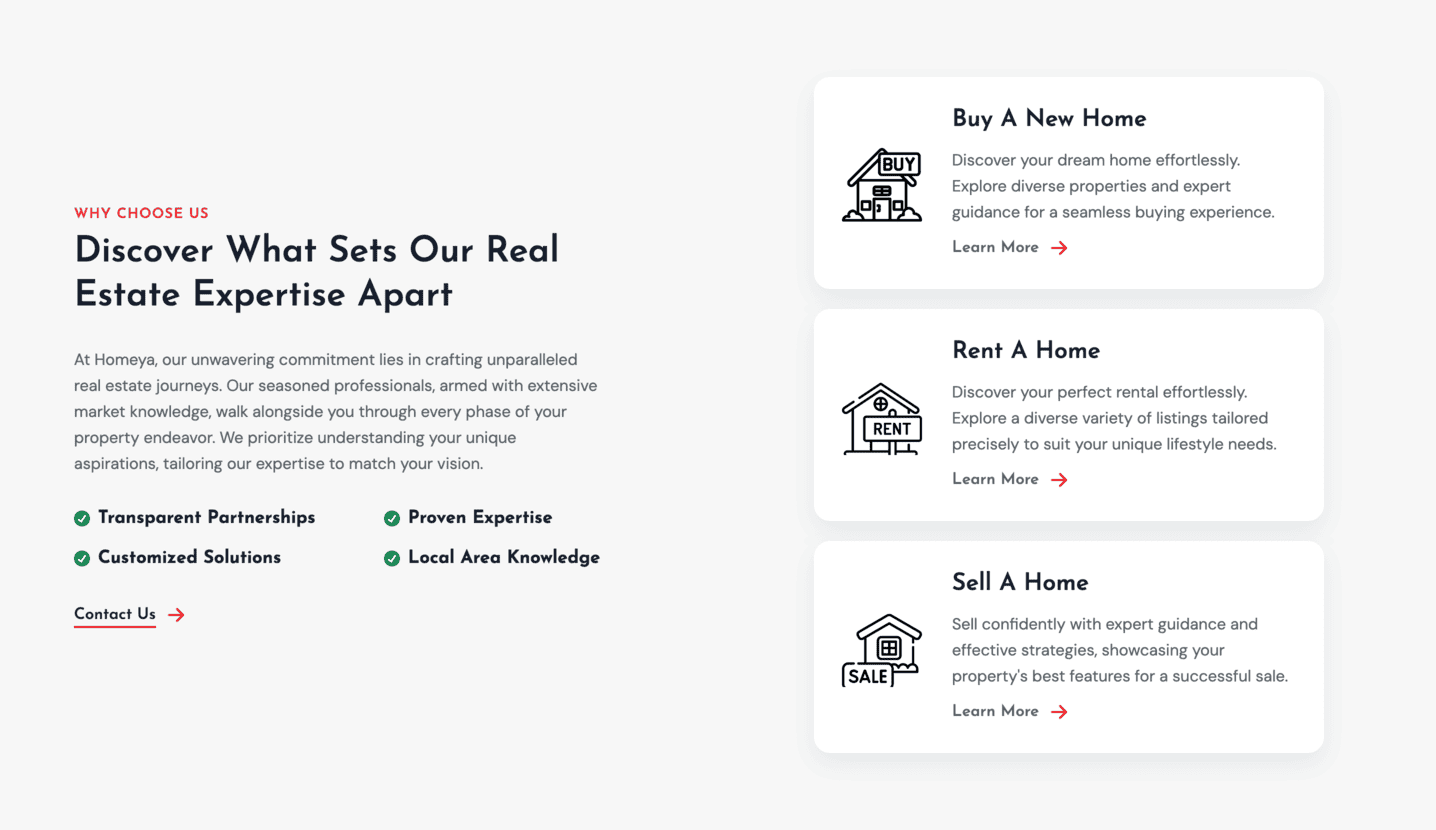 WHY CHOOSE US
Discover What Sets Our Real
Estate Expertise Apart
At Homeya, our unwavering commitment lies in crafting unparalleled
real estate journeys. Our seasoned professionals, armed with extensive
market knowledge, walk alongside you through every phase of your
property endeavor. We prioritize understanding your unique
aspirations, tailoring our expertise to match your vision.
Transparent Partnerships
Proven Expertise
Customized Solutions
Local Area Knowledge
Contact Us
BUY
Buy A New Home
Discover your dream home effortlessly.
Explore diverse properties and expert
guidance for a seamless buying experience.
Learn More
RENT
Rent A Home
Discover your perfect rental effortlessly.
Explore a diverse variety of listings tailored
precisely to suit your unique lifestyle needs.
Learn More
SALE
Sell A Home
Sell confidently with expert guidance and
effective strategies, showcasing your
property's best features for a successful sale.
Learn More